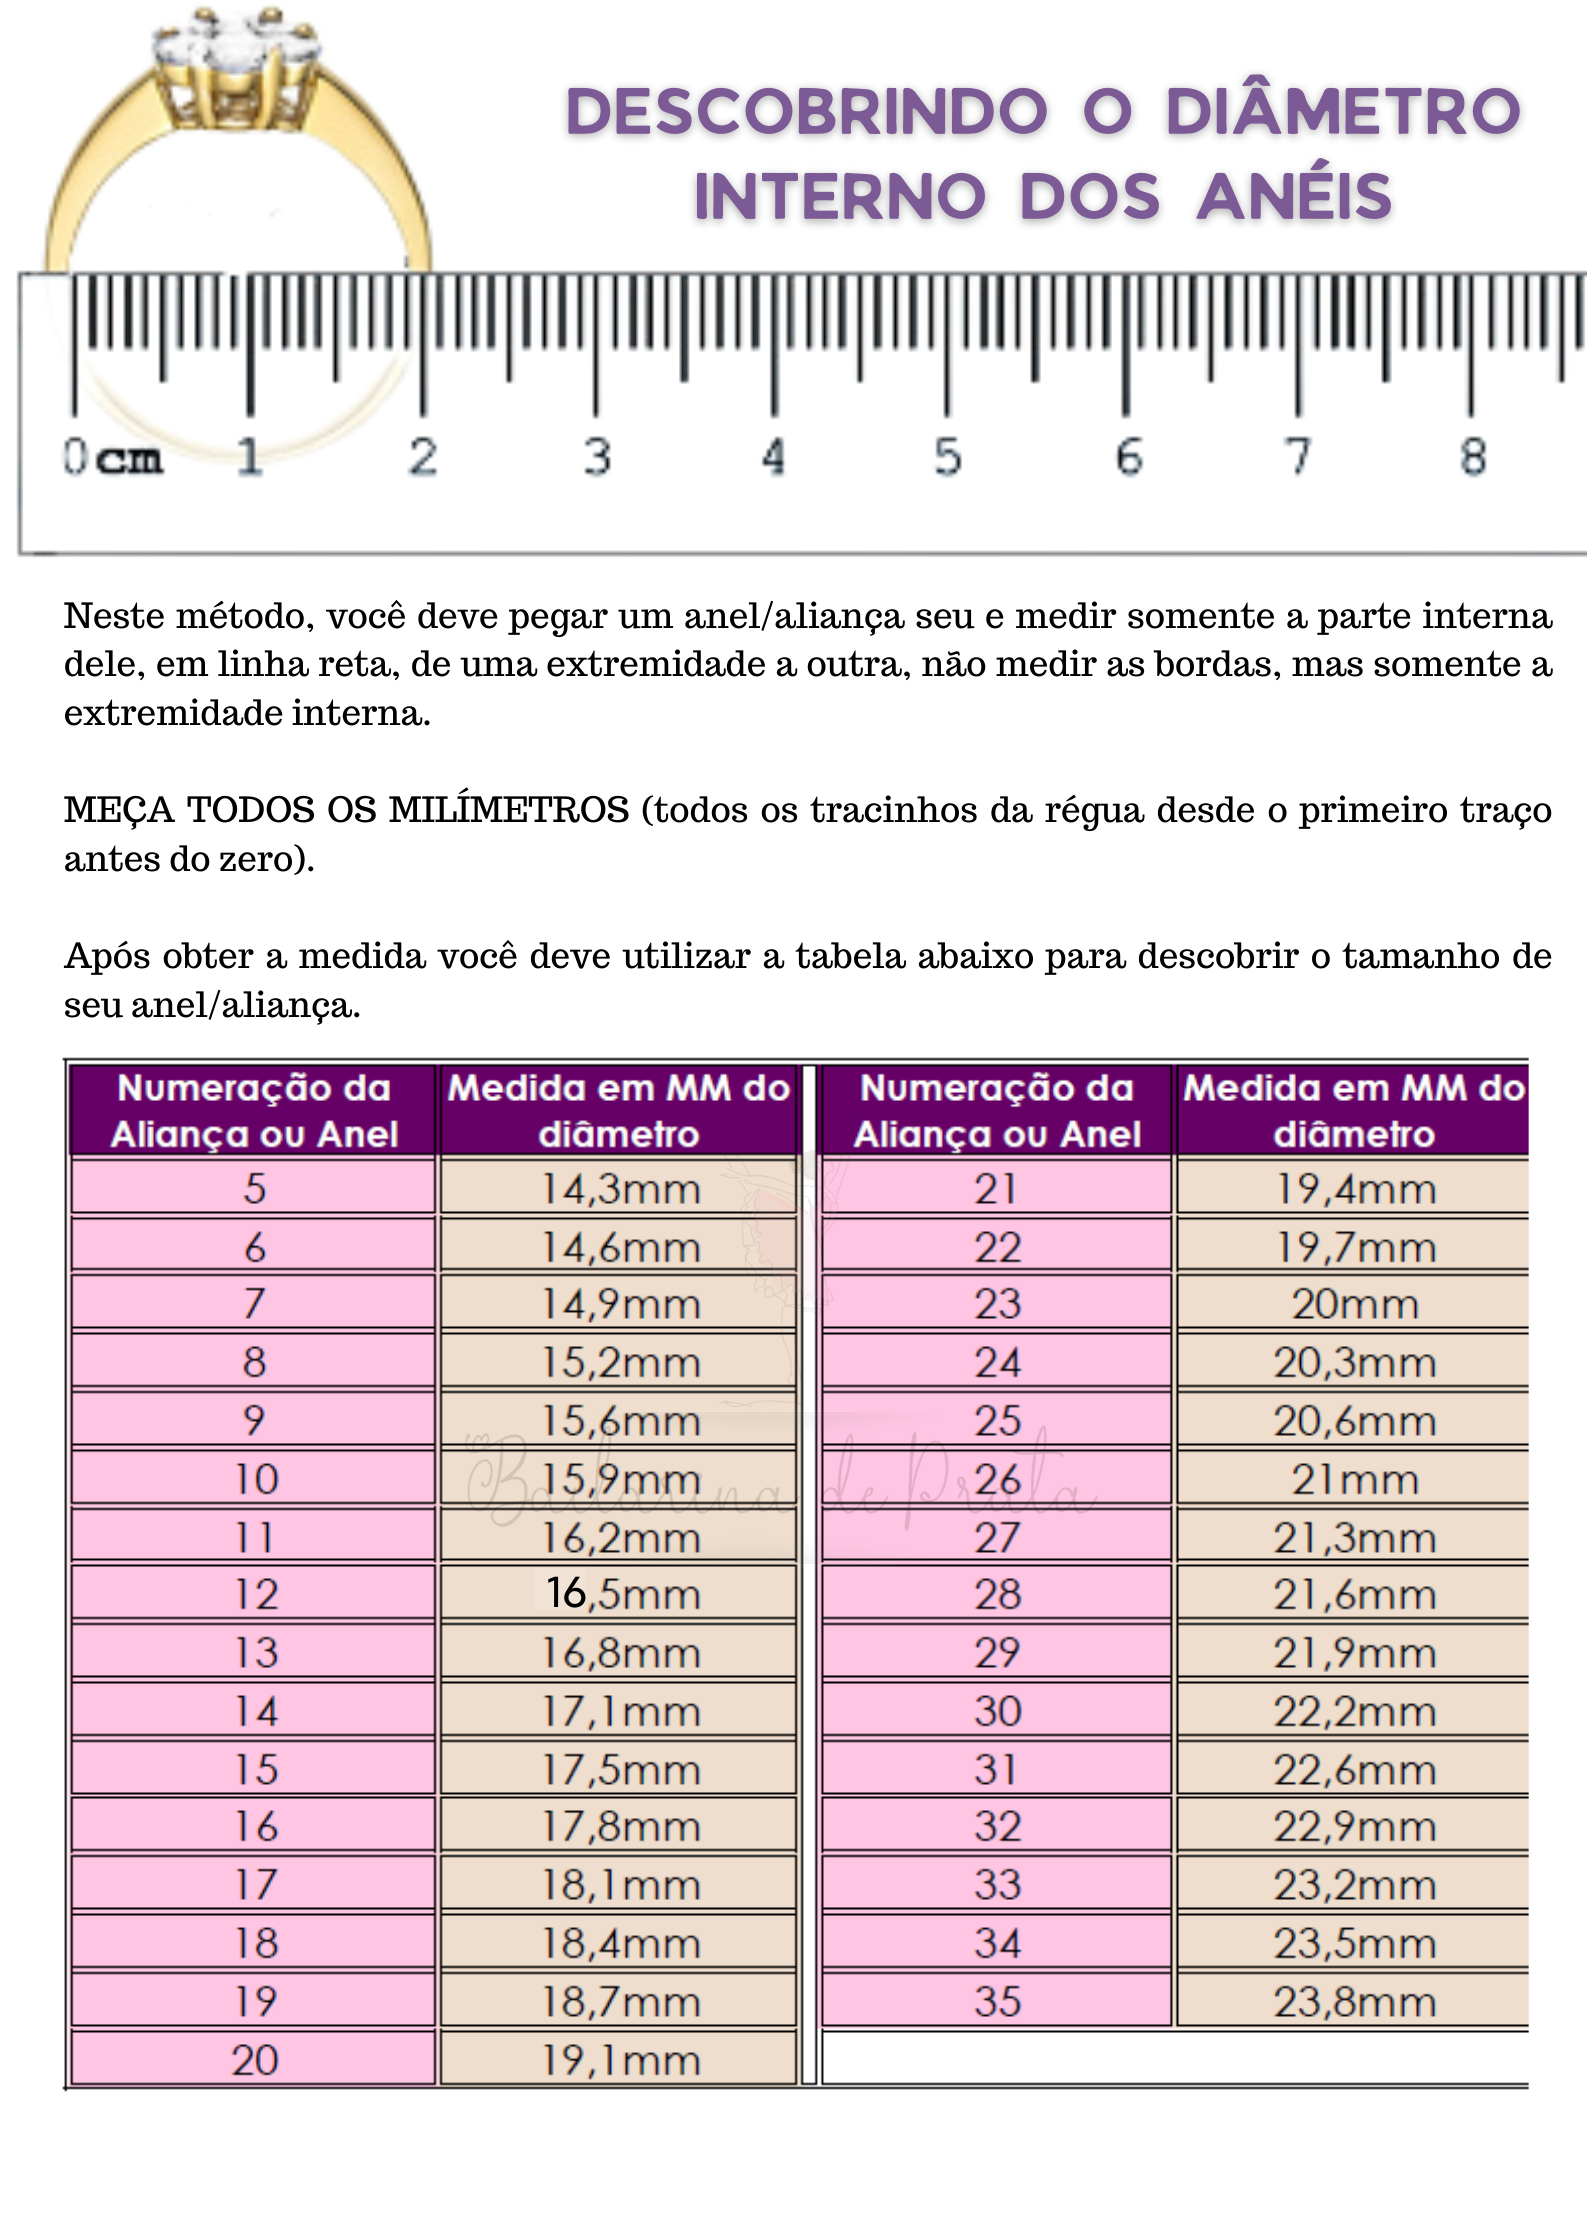 DESCOBRINDO O DIÂMETRO
INTERNO DOS ANÉIS
0 cm 1 2 3 4 5 6 7 8
Neste método, você deve pegar um anel/aliança seu e medir somente a parte interna
dele, em linha reta, de uma extremidade a outra, não medir as bordas, mas somente a
extremidade interna.
MEÇA TODOS OS MILÍMETROS (todos os tracinhos da régua desde o primeiro traço
antes do zero).
Após obter a medida você deve utilizar a tabela abaixo para descobrir o tamanho de
seu anel/aliança.
Numeração da Medida em MM do Numeração da Medida em MM do
Aliança ou Anel diâmetro Aliança ou Anel diâmetro
5 14,3mm 21 19,4mm
6 14,6mm 22 19,7mm
7 14,9mm 23 20mm
8 15,2mm 24 20,3mm
9 15,6mm 25 20,6mm
10 15,9mm 26 21mm
Bailarina de Prata
11 16,2mm 27 21,3mm
12 16,5mm 28 21,6mm
13 16,8mm 29 21,9mm
14 17,1mm 30 22,2mm
15 17,5mm 31 22,6mm
16 17,8mm 32 22,9mm
17 18,1mm 33 23,2mm
18 18,4mm 34 23,5mm
19 18,7mm 35 23,8mm
20 19,1mm